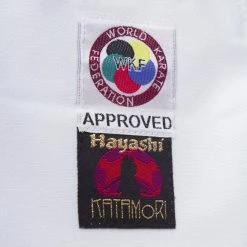 WORLD KARATE
WKF
FEDERATION
APPROVED
Hayashi
KATAMORI